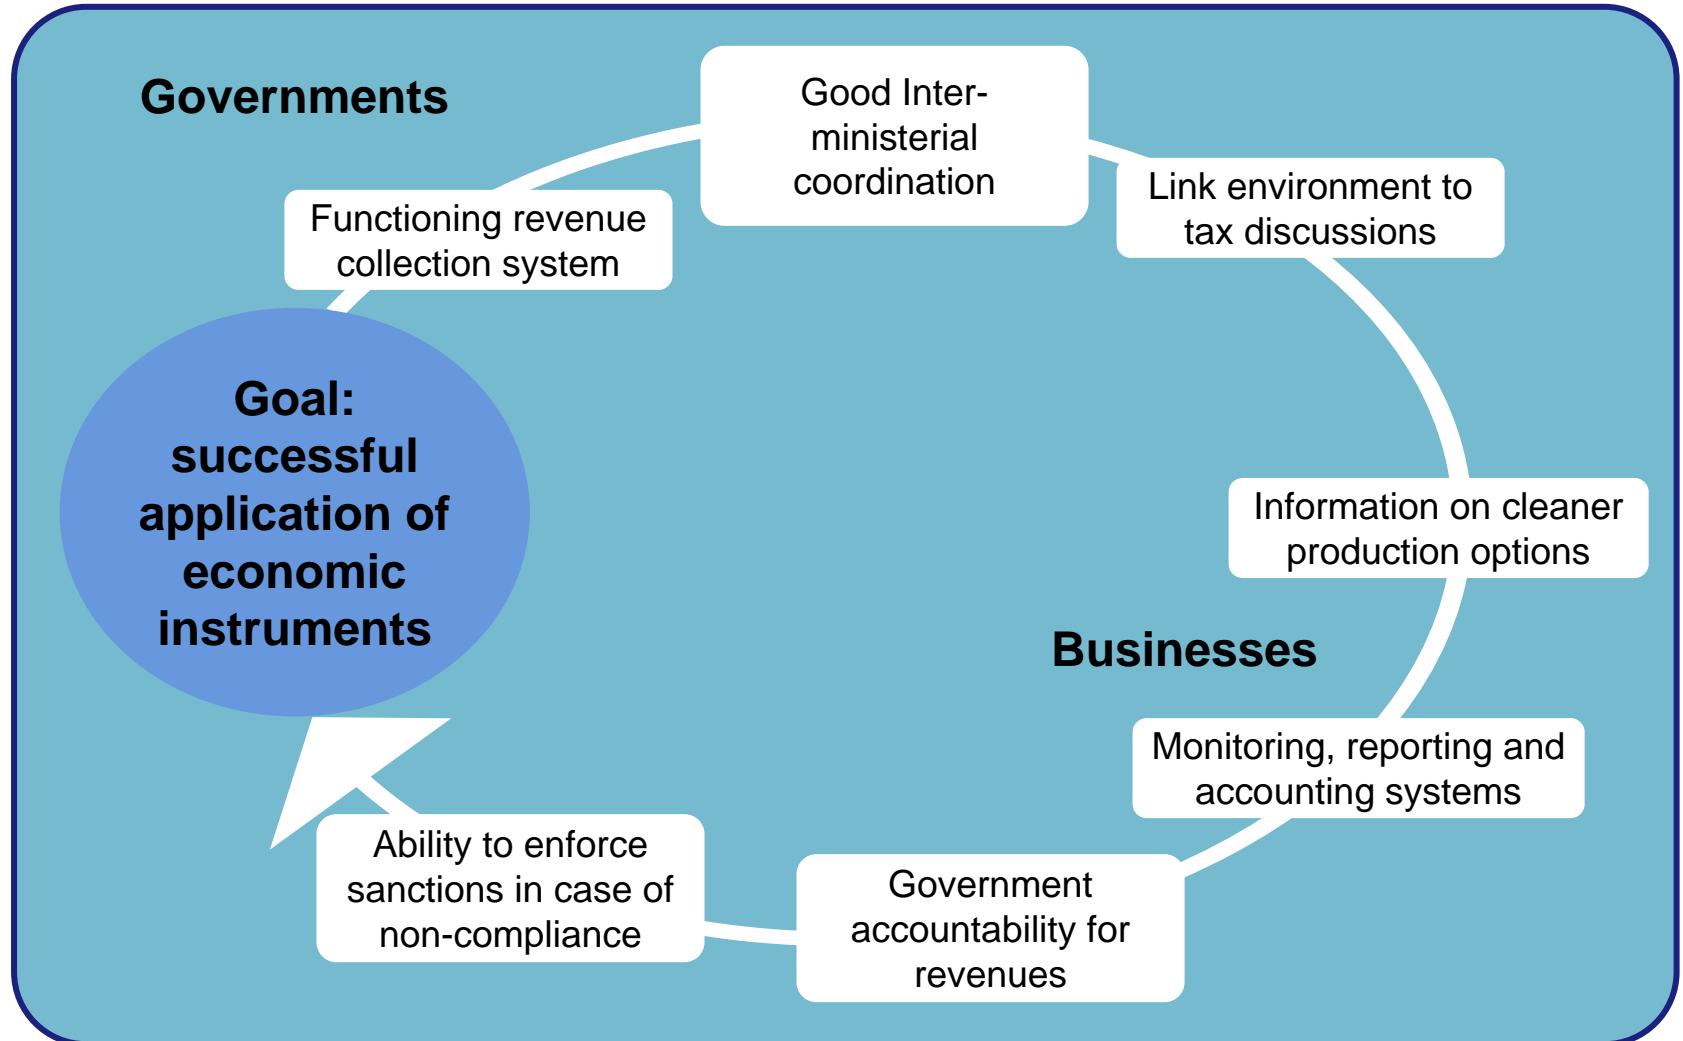 Governments
Good Inter-
ministerial
coordination
Link environment to
tax discussions
Functioning revenue
collection system
Goal:
successful
application of
economic
instruments
Information on cleaner
production options
Businesses
Monitoring, reporting and
accounting systems
Government
accountability for
revenues
Ability to enforce
sanctions in case of
non-compliance